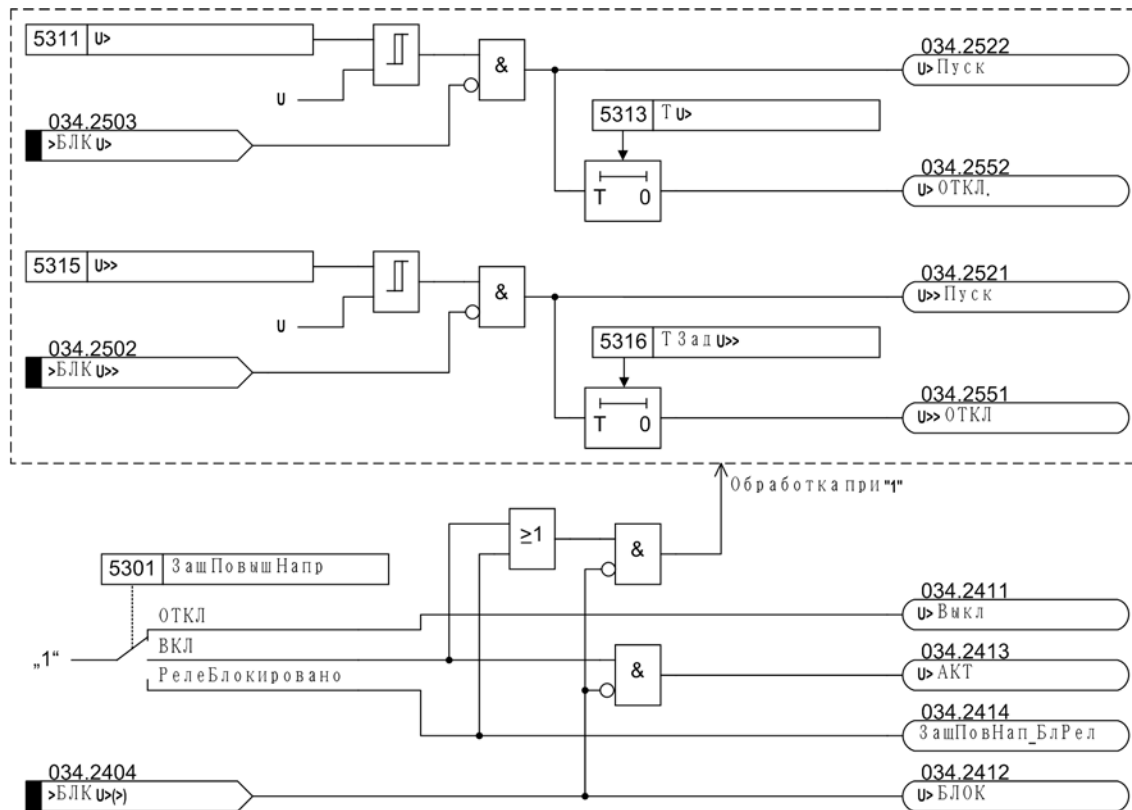 5311 U>
034.2522
U> Пуск
&
U
034.2503
>БЛК U>
5313 Т U>
T 0
034.2552
U> ОТКЛ.
5315 U>>
034.2521
U>> Пуск
&
U
034.2502
>БЛК U>>
5316 Т Зад U>>
T 0
034.2551
U>> ОТКЛ
Обработка при "1"
≥1
&
5301 ЗащПовышНапр
034.2411
U> Выкл
ОТКЛ
„1“
ВКЛ
034.2413
U> АКТ
&
РелеБлокировано
034.2414
ЗащПовНап_БлРел
034.2404
>БЛК U>(>)
034.2412
U> БЛОК